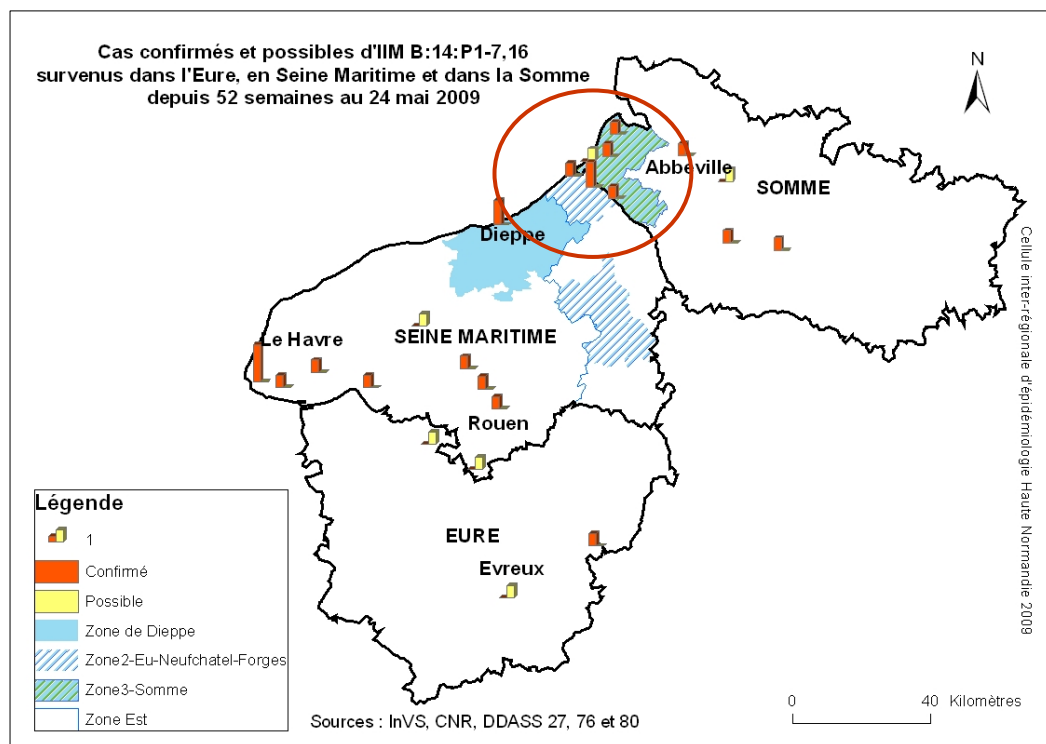 Cas confirmés et possibles d'IIM B:14:P1-7,16
survenus dans l'Eure, en Seine Maritime et dans la Somme
depuis 52 semaines au 24 mai 2009
N
Abbeville
SOMME
Dieppe
Le Havre
SEINE MARITIME
Rouen
EURE
Evreux
Légende
1
Confirmé
Possible
Zone de Dieppe
Zone2-Eu-Neufchatel-Forges
Zone3-Somme
Zone Est
Sources : InVS, CNR, DDASS 27, 76 et 80
0 40 Kilomètres
Cellule inter-régionale d'épidémiologie Haute Normandie 2009